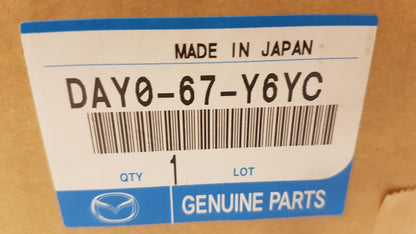 MADE IN JAPAN
DAY0-67-Y6YC
QTY 1 LOT
GENUINE PARTS